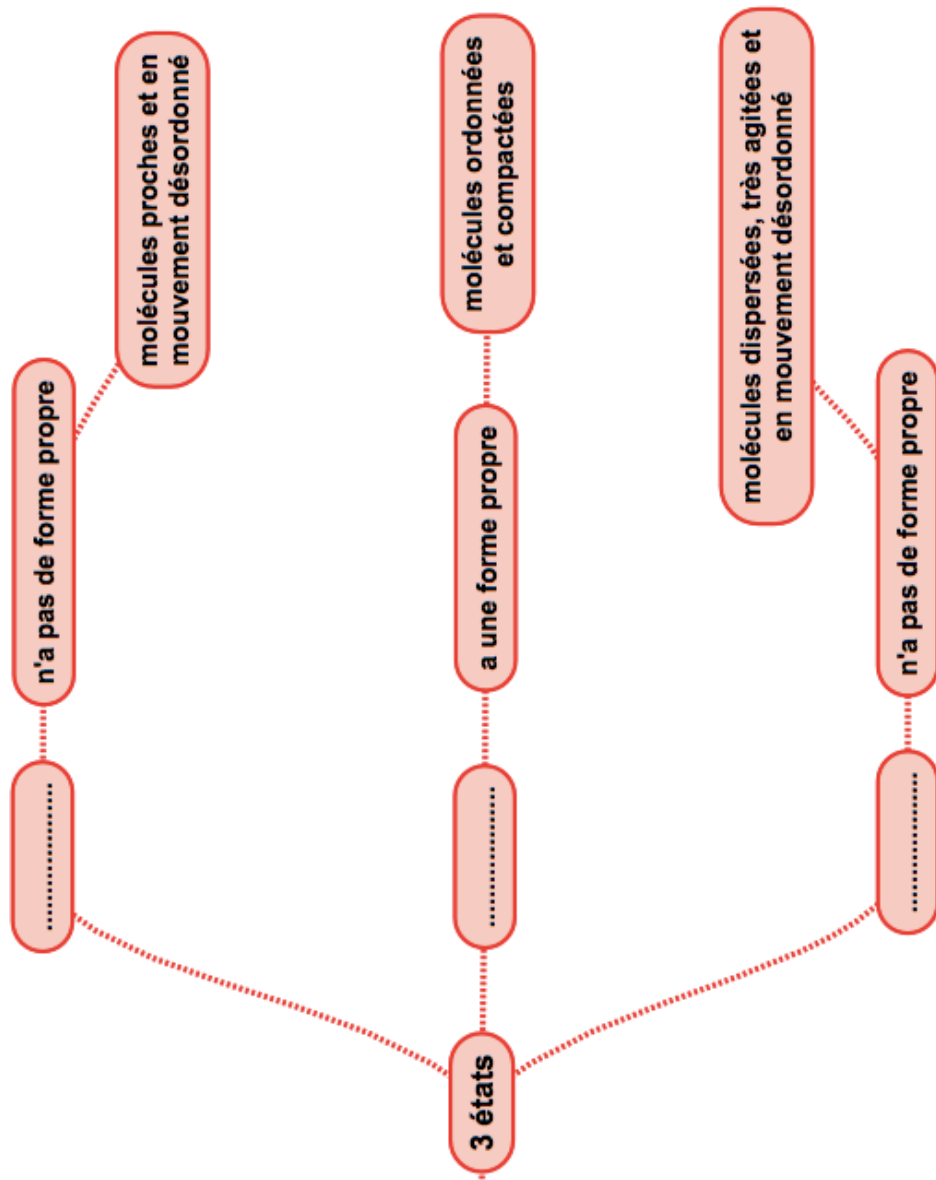 3 états
....................
n'a pas de forme propre
molécules proches et en
mouvement désordonné
...................
a une forme propre
molécules ordonnées
et compactées
....................
n'a pas de forme propre
molécules dispersées, très agitées et
en mouvement désordonné